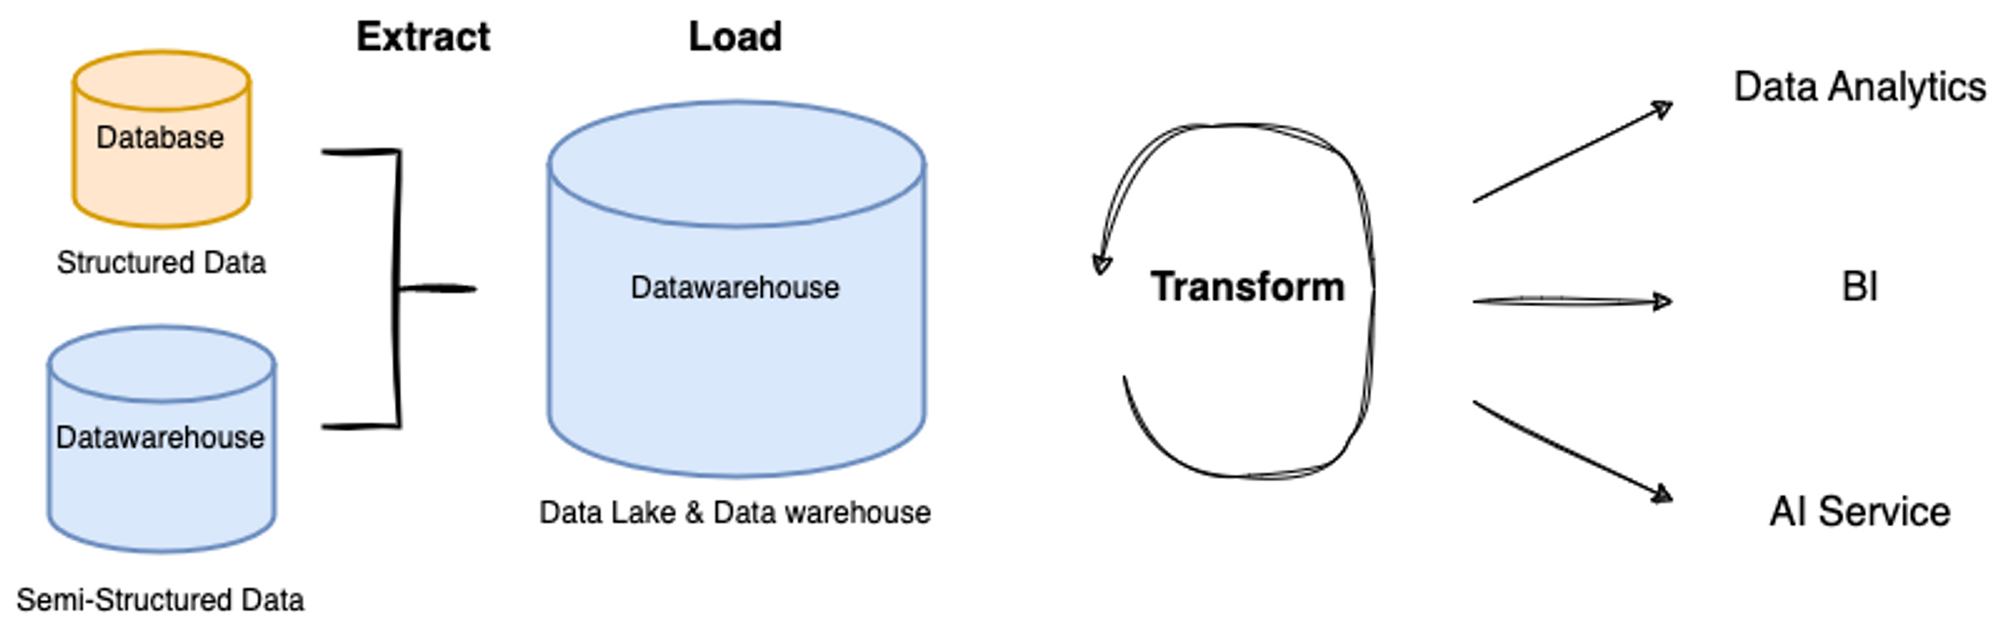 Extract
Load
Database
Structured Data
Datawarehouse
Semi-Structured Data
Datawarehouse
Data Lake & Data warehouse
Transform
Data Analytics
BI
AI Service